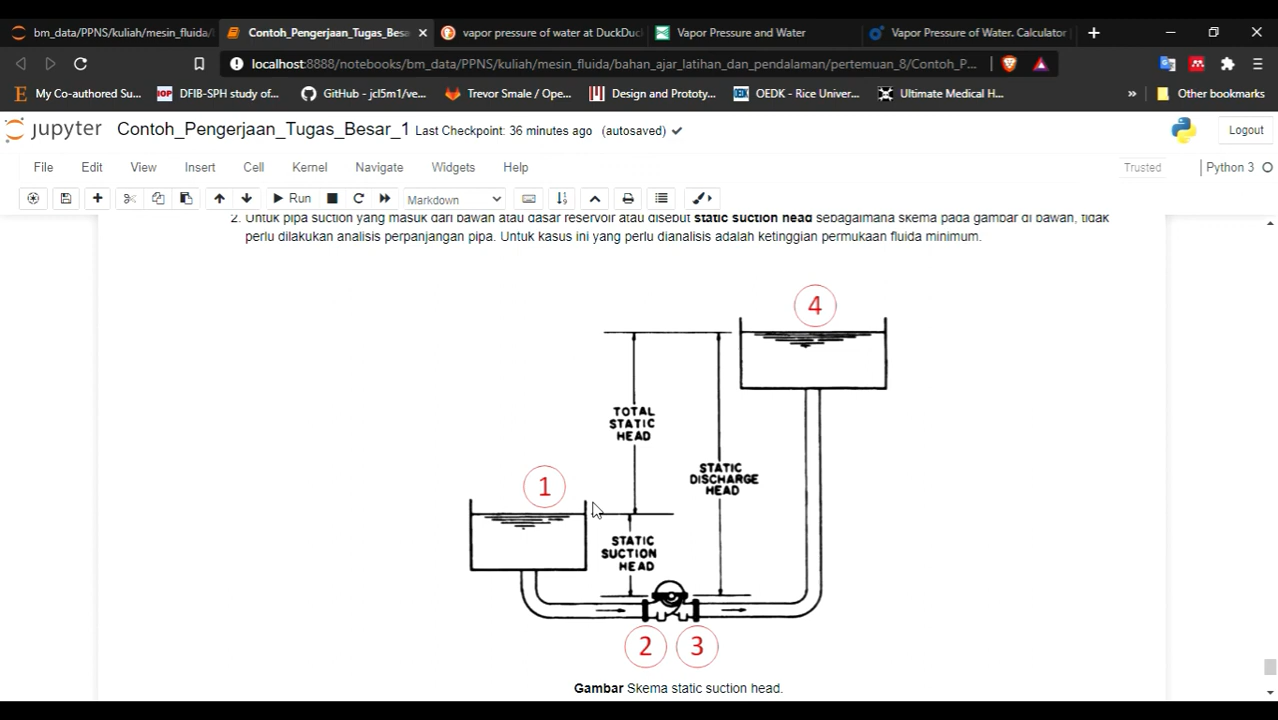 bm_data/PPNS/kuliah/mesin_fluida/
Contoh_Pengerjaan_Tugas_Besa
vapor pressure of water at DuckDuc
Vapor Pressure and Water
Vapor Pressure of Water. Calculator
localhost:8888/notebooks/bm_data/PPNS/kuliah/mesin_fluida/bahan_ajar_latihan_dan_pendalaman/pertemuan_8/Contoh_P...
My Co-authored Su...
IOP
DFIB-SPH study of...
GitHub - jcl5m1/ve...
Trevor Smale / Ope...
Design and Prototy...
IEEE
OEDK - Rice Univer...
Ultimate Medical H...
»
Other bookmarks
jupyter
Contoh_Pengerjaan_Tugas_Besar_1 Last Checkpoint: 36 minutes ago (autosaved)
Logout
File Edit View Insert Cell Kernel Navigate Widgets Help
Trusted
Python 3
Run
Markdown
2. Untuk pipa suction yang masuk dari bawah atau dasar reservoir atau disebut static suction head sebagaimana skema pada gambar di bawah, tidak
perlu dilakukan analisis perpanjangan pipa. Untuk kasus ini yang perlu dianalisis adalah ketinggian permukaan fluida minimum.
4
TOTAL
STATIC
HEAD
STATIC
DISCHARGE
HEAD
1
STATIC
SUCTION
HEAD
2
3
Gambar Skema static suction head.